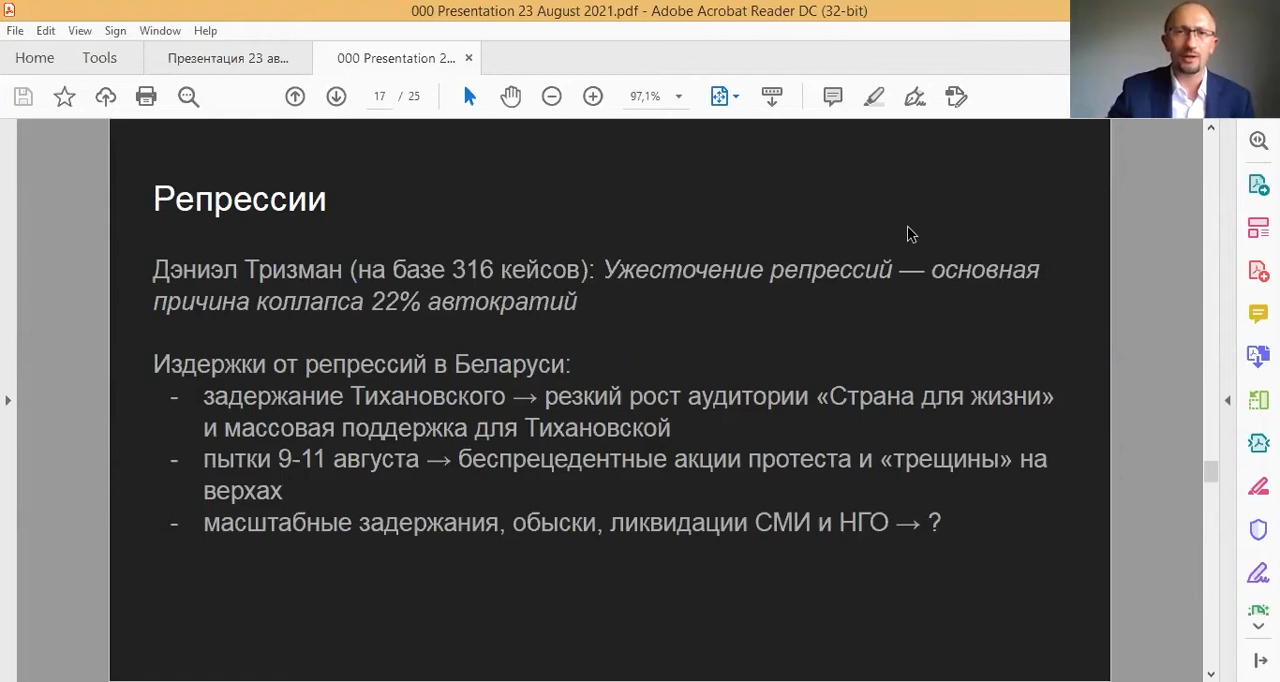 000 Presentation 23 August 2021.pdf - Adobe Acrobat Reader DC (32-bit)
File Edit View Sign Window Help
Home Tools Презентация 23 ав... 000 Presentation 2... ×
17 / 25 97,1%
Репрессии
Дэниэл Тризман (на базе 316 кейсов): Ужесточение репрессий — основная
причина коллапса 22% автократий
Издержки от репрессий в Беларуси:
- задержание Тихановского → резкий рост аудитории «Страна для жизни»
и массовая поддержка для Тихановской
- пытки 9-11 августа → беспрецедентные акции протеста и «трещины» на
верхах
- масштабные задержания, обыски, ликвидации СМИ и НГО → ?